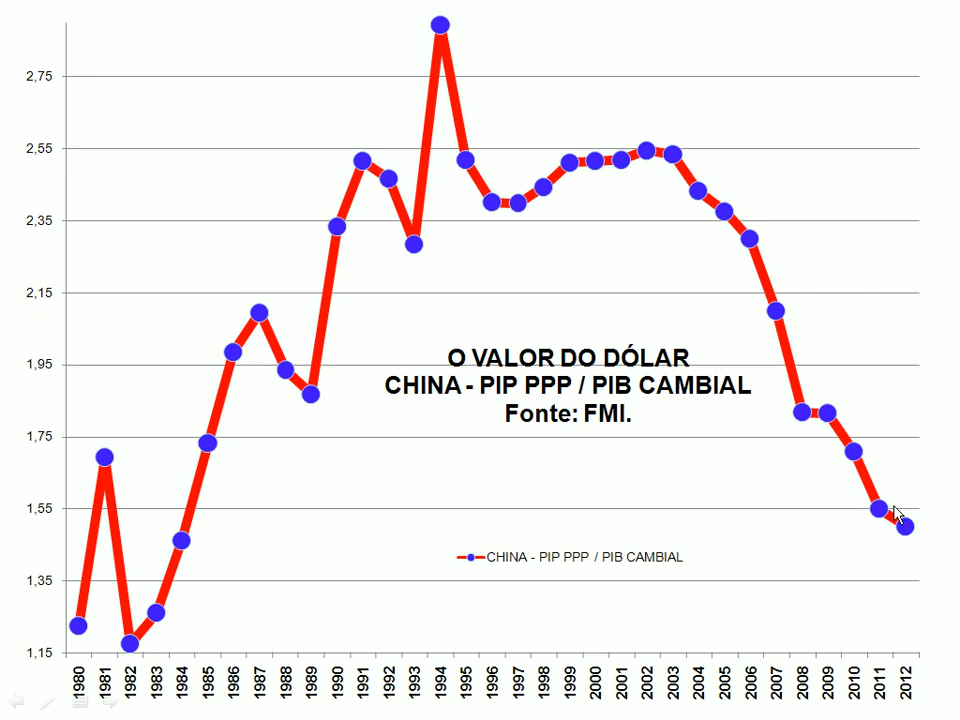 2,75
2,55
2,35
2,15
1,95
1,75
1,55
1,35
1,15
O VALOR DO DÓLAR
CHINA - PIP PPP / PIB CAMBIAL
Fonte: FMI.
CHINA - PIP PPP / PIB CAMBIAL
1980 1981 1982 1983 1984 1985 1986 1987 1988 1989 1990 1991 1992 1993 1994 1995 1996 1997 1998 1999 2000 2001 2002 2003 2004 2005 2006 2007 2008 2009 2010 2011 2012